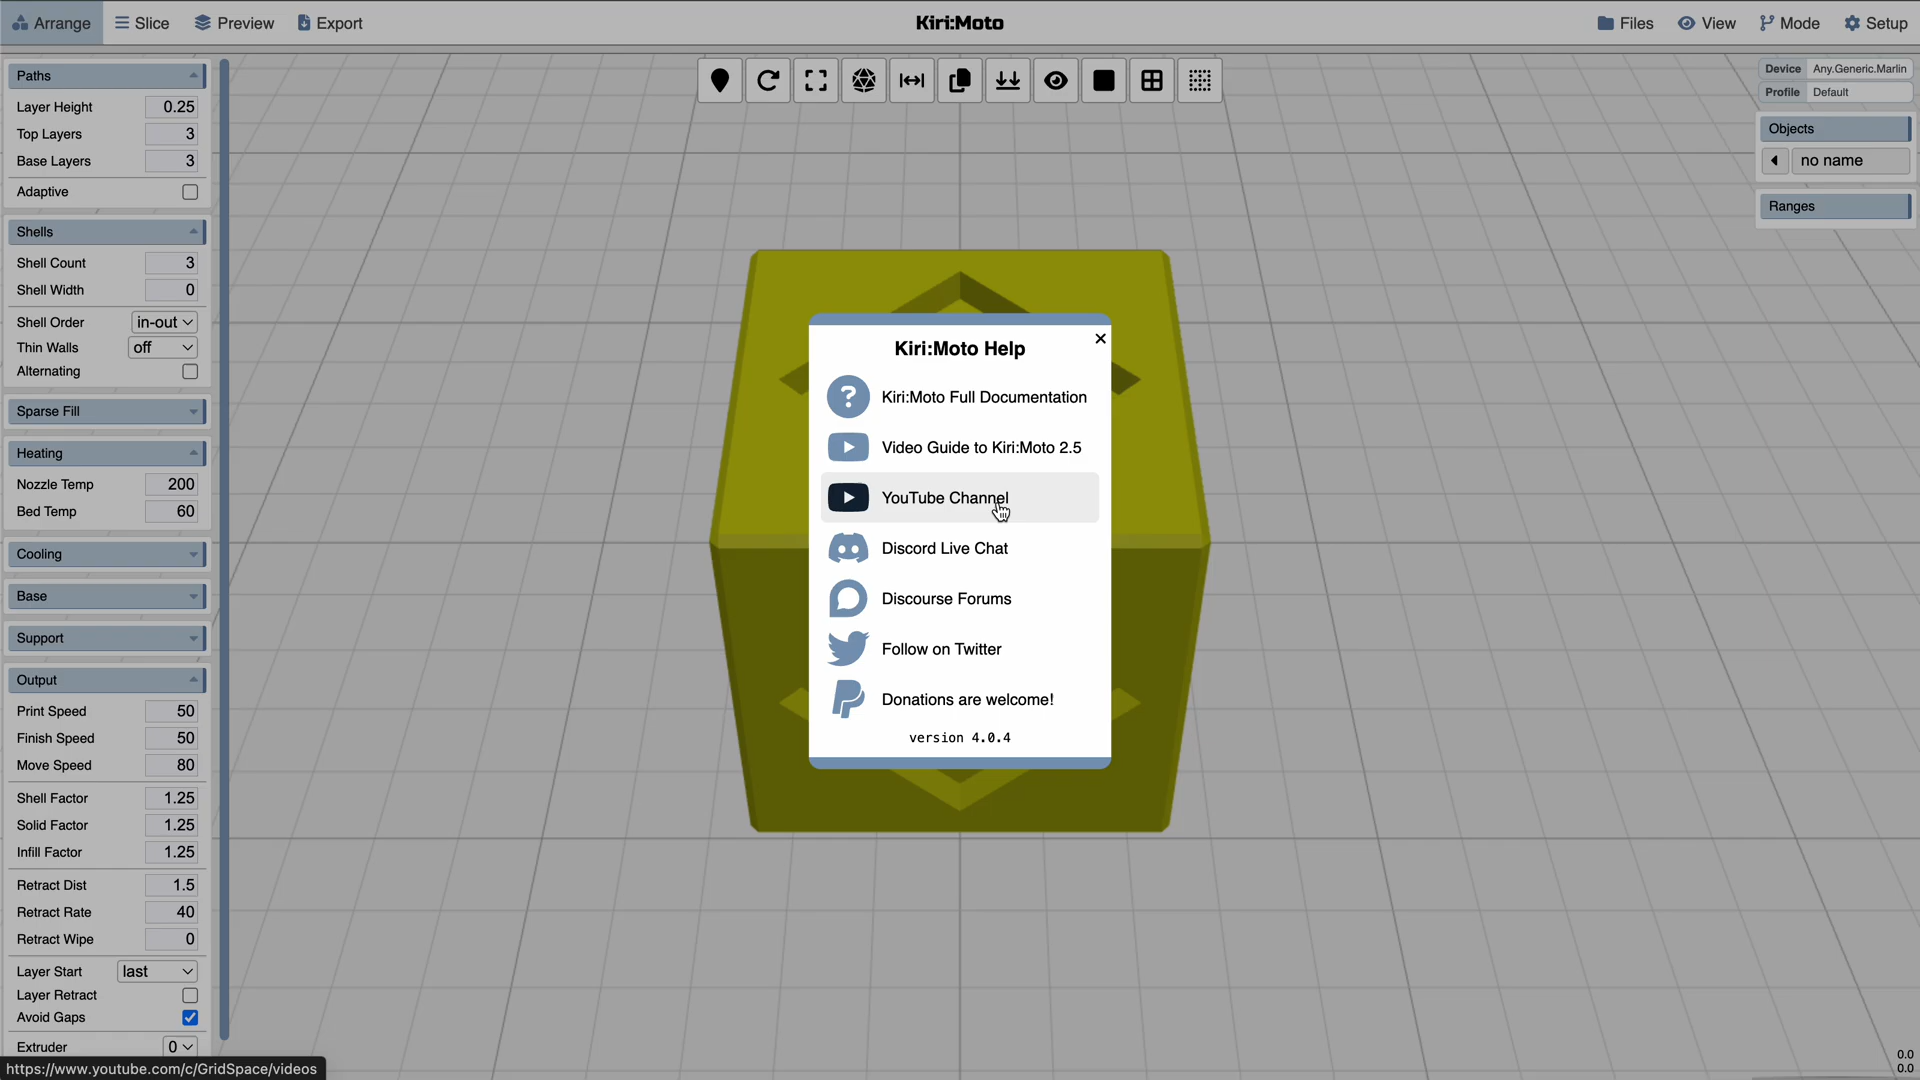 Arrange
Slice
Preview
Export
Kiri:Moto
Files
View
Mode
Setup
Paths
Layer Height 0.25
Top Layers 3
Base Layers 3
Adaptive
Shells
Shell Count 3
Shell Width 0
Shell Order in-out
Thin Walls off
Alternating
Sparse Fill
Heating
Nozzle Temp 200
Bed Temp 60
Cooling
Base
Support
Output
Print Speed 50
Finish Speed 50
Move Speed 80
Shell Factor 1.25
Solid Factor 1.25
Infill Factor 1.25
Retract Dist 1.5
Retract Rate 40
Retract Wipe 0
Layer Start last
Layer Retract
Avoid Gaps
Extruder 0
https://www.youtube.com/c/GridSpace/videos
Kiri:Moto Help
Kiri:Moto Full Documentation
Video Guide to Kiri:Moto 2.5
YouTube Channel
Discord Live Chat
Discourse Forums
Follow on Twitter
Donations are welcome!
version 4.0.4
Device Any.Generic.Marlin
Profile Default
Objects
no name
Ranges
0.0
0.0